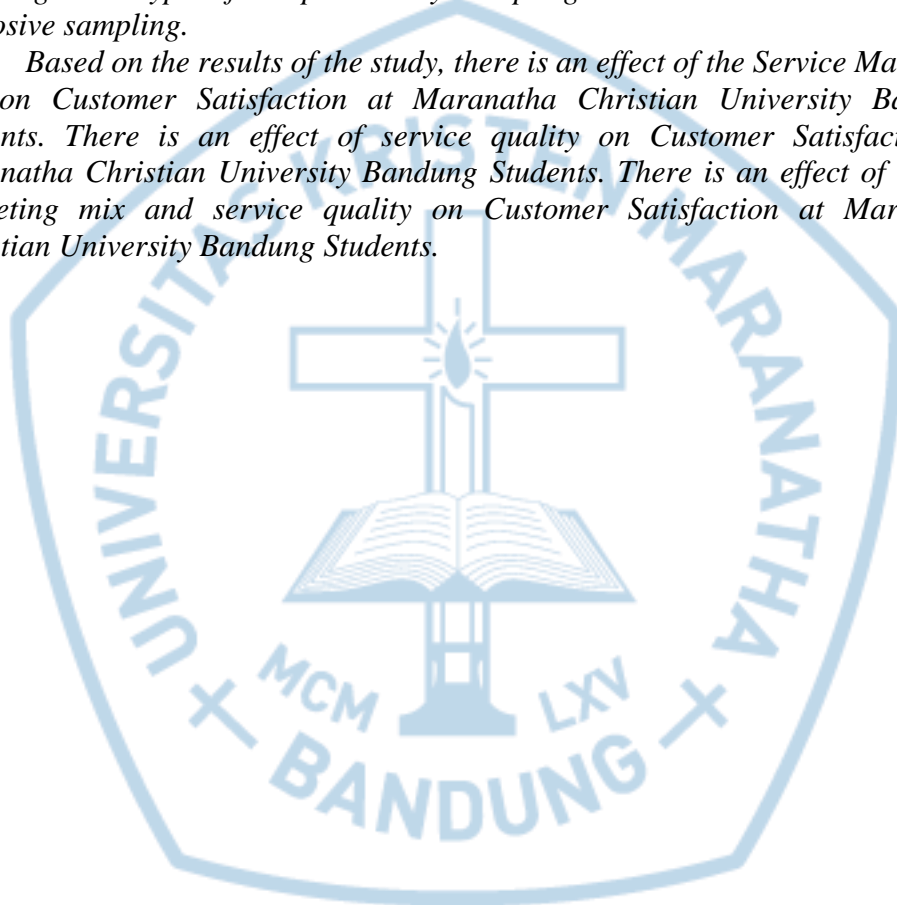 osive sampling.
Based on the results of the study, there is an effect of the Service Ma
on Customer Satisfaction at Maranatha Christian University Ba
ents. There is an effect of service quality on Customer Satisfac
natha Christian University Bandung Students. There is an effect of
eting mix and service quality on Customer Satisfaction at Mar
tian University Bandung Students.
UNIVERSITAS KRISTEN MARANATHA
MCM LXV
BANDUNG